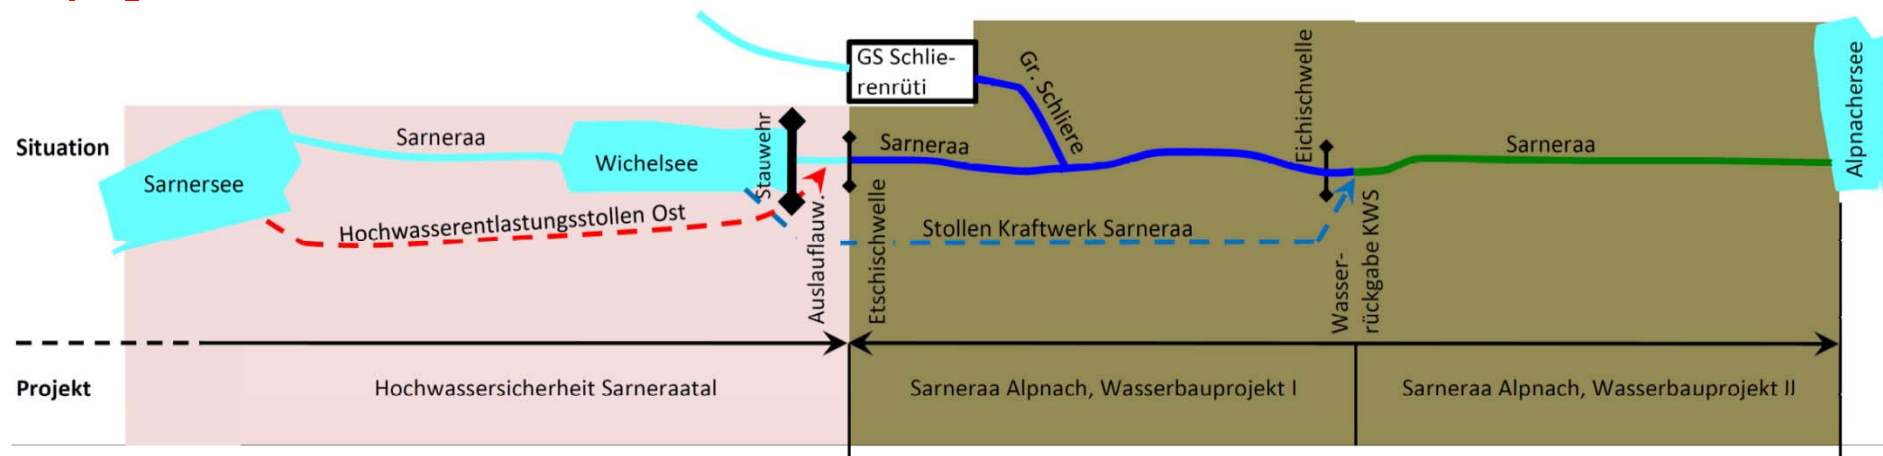 GS Schlie-
renrüti
Gr. Schliere
Eichischwelle
Alpnachersee
Situation
Sarnersee
Sarneraa
Wichelsee
Stauwehr
Sarneraa
Sarneraa
Hochwasserentlastungsstollen Ost
Auslauflauw.
Etschischwelle
Stollen Kraftwerk Sarneraa
Wasser-
rückgabe KWS
Projekt
Hochwassersicherheit Sarneraatal
Sarneraa Alpnach, Wasserbauprojekt I
Sarneraa Alpnach, Wasserbauprojekt II